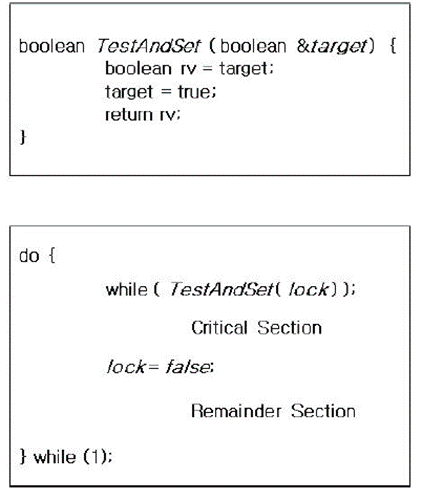 boolean TestAndSet (boolean &target) {
boolean rv = target;
target = true;
return rv;
}
do {
while ( TestAndSet( lock) );
Critical Section
lock= false;
Remainder Section
} while (1);